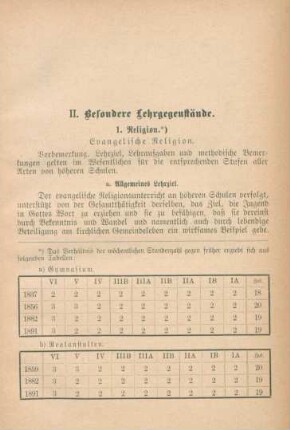 II. Besondere Lehrgegenstände.
1. Religion.*)
Evangelische Religion.
Vorbemerkung. Lehrziel, Lehraufgaben und methodische Bemer-
kungen gelten im Wesentlichen für die entsprechenden Stufen aller
Arten von höheren Schulen.
a. Allgemeines Lehrziel.
Der evangelische Religionsunterricht an höheren Schulen verfolgt,
unterstützt von der Gesamtthätigkeit derselben, das Ziel, die Jugend
in Gottes Wort zu erziehen und sie zu befähigen, daß sie dereinst
durch Bekenntnis und Wandel und namentlich auch durch lebendige
Beteiligung am kirchlichen Gemeindeleben ein wirksames Beispiel gebe.
*) Das Verhältnis der wöchentlichen Stundenzahl gegen früher ergiebt sich aus
folgenden Tabellen:
a) Gymnasium.
VI V IV IIIB IIIA IIB IIA IB IA
1837 2 2 2 2 2 2 2 2 2 18
1856 3 3 2 2 2 2 2 2 2 20
1882 3 2 2 2 2 2 2 2 2 19
1891 3 2 2 2 2 2 2 2 2 19
b) Realanstalten.
VI V IV IIIB IIIA IIB IIA IB IA
3 3 2 2 2 2 2 2 2 20
1882 3 2 2 2 2 2 2 2 2 19
1891 3 2 2 2 2 2 2 2 2 19